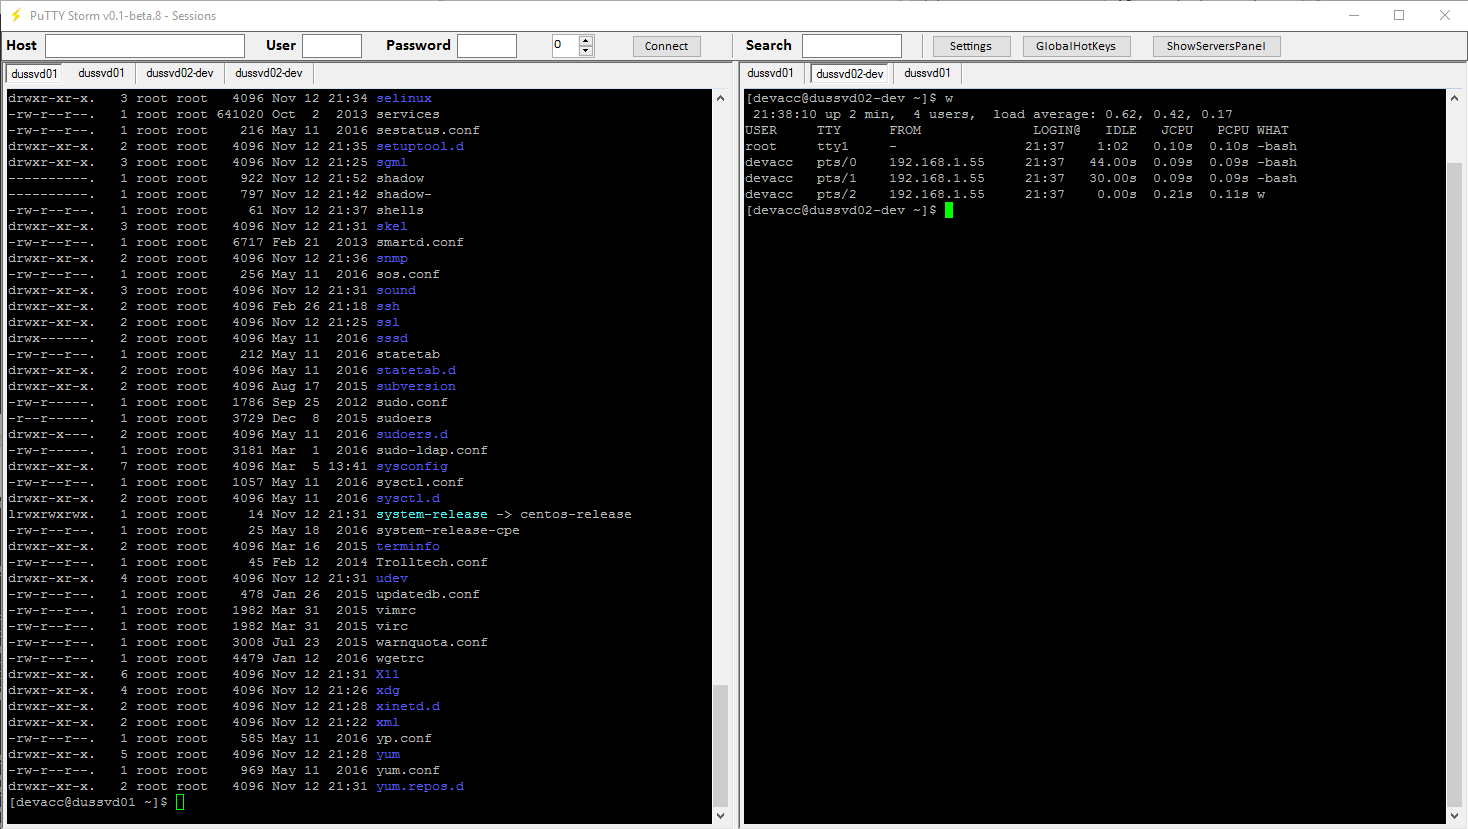 PuTTY Storm v0.1-beta.8 - Sessions
Host User Password 0 Connect Search Settings GlobalHotKeys ShowServersPanel
dussvd01 dussvd01 dussvd02-dev dussvd02-dev
drwxr-xr-x.   3 root root   4096 Nov 12 21:34 selinux
-rw-r--r--.   1 root root 641020 Oct  2  2013 services
-rw-r--r--.   1 root root    216 May 11  2016 sestatus.conf
drwxr-xr-x.   2 root root   4096 Nov 12 21:35 setuptool.d
drwxr-xr-x.   3 root root   4096 Nov 12 21:25 sgml
----------.   1 root root    922 Nov 12 21:52 shadow
----------.   1 root root    797 Nov 12 21:42 shadow-
-rw-r--r--.   1 root root     61 Nov 12 21:37 shells
drwxr-xr-x.   3 root root   4096 Nov 12 21:31 skel
-rw-r--r--.   1 root root   6717 Feb 21  2013 smartd.conf
drwxr-xr-x.   2 root root   4096 Nov 12 21:36 snmp
-rw-r--r--.   1 root root    256 May 11  2016 sos.conf
drwxr-xr-x.   3 root root   4096 Nov 12 21:31 sound
drwxr-xr-x.   2 root root   4096 Feb 26 21:18 ssh
drwxr-xr-x.   2 root root   4096 Nov 12 21:25 ssl
drwx------.   2 root root   4096 May 11  2016 sssd
-rw-r--r--.   1 root root    212 May 11  2016 statetab
drwxr-xr-x.   2 root root   4096 May 11  2016 statetab.d
drwxr-xr-x.   2 root root   4096 Aug 17  2015 subversion
-rw-r-----.   1 root root   1786 Sep 25  2012 sudo.conf
-r--r-----.   1 root root   3729 Dec  8  2015 sudoers
drwxr-x---.   2 root root   4096 May 11  2016 sudoers.d
-rw-r-----.   1 root root   3181 Mar  1  2016 sudo-ldap.conf
drwxr-xr-x.   7 root root   4096 Mar  5 13:41 sysconfig
-rw-r--r--.   1 root root   1057 May 11  2016 sysctl.conf
drwxr-xr-x.   2 root root   4096 May 11  2016 sysctl.d
lrwxrwxrwx.   1 root root     14 Nov 12 21:31 system-release -> centos-release
-rw-r--r--.   1 root root     25 May 18  2016 system-release-cpe
drwxr-xr-x.   2 root root   4096 Mar 16  2015 terminfo
-rw-r--r--.   1 root root     45 Feb 12  2014 Trolltech.conf
drwxr-xr-x.   4 root root   4096 Nov 12 21:31 udev
-rw-r--r--.   1 root root    478 Jan 26  2015 updatedb.conf
-rw-r--r--.   1 root root   1982 Mar 31  2015 vimrc
-rw-r--r--.   1 root root   1982 Mar 31  2015 virc
-rw-r--r--.   1 root root   3008 Jul 23  2015 warnquota.conf
-rw-r--r--.   1 root root   4479 Jan 12  2016 wgetrc
drwxr-xr-x.   6 root root   4096 Nov 12 21:31 X11
drwxr-xr-x.   4 root root   4096 Nov 12 21:26 xdg
drwxr-xr-x.   2 root root   4096 Nov 12 21:28 xinetd.d
drwxr-xr-x.   2 root root   4096 Nov 12 21:22 xml
-rw-r--r--.   1 root root    585 May 11  2016 yp.conf
drwxr-xr-x.   5 root root   4096 Nov 12 21:28 yum
-rw-r--r--.   1 root root    969 May 11  2016 yum.conf
drwxr-xr-x.   2 root root   4096 Nov 12 21:31 yum.repos.d
[devacc@dussvd01 ~]$
dussvd01 dussvd02-dev dussvd01
[devacc@dussvd02-dev ~]$ w
 21:38:10 up 2 min,  4 users,  load average: 0.62, 0.42, 0.17
USER     TTY      FROM              LOGIN@   IDLE   JCPU   PCPU WHAT
root     tty1     -                21:37    1:02   0.10s  0.10s -bash
devacc   pts/0    192.168.1.55     21:37   44.00s  0.09s  0.09s -bash
devacc   pts/1    192.168.1.55     21:37   30.00s  0.09s  0.09s -bash
devacc   pts/2    192.168.1.55     21:37    0.00s  0.21s  0.11s w
[devacc@dussvd02-dev ~]$